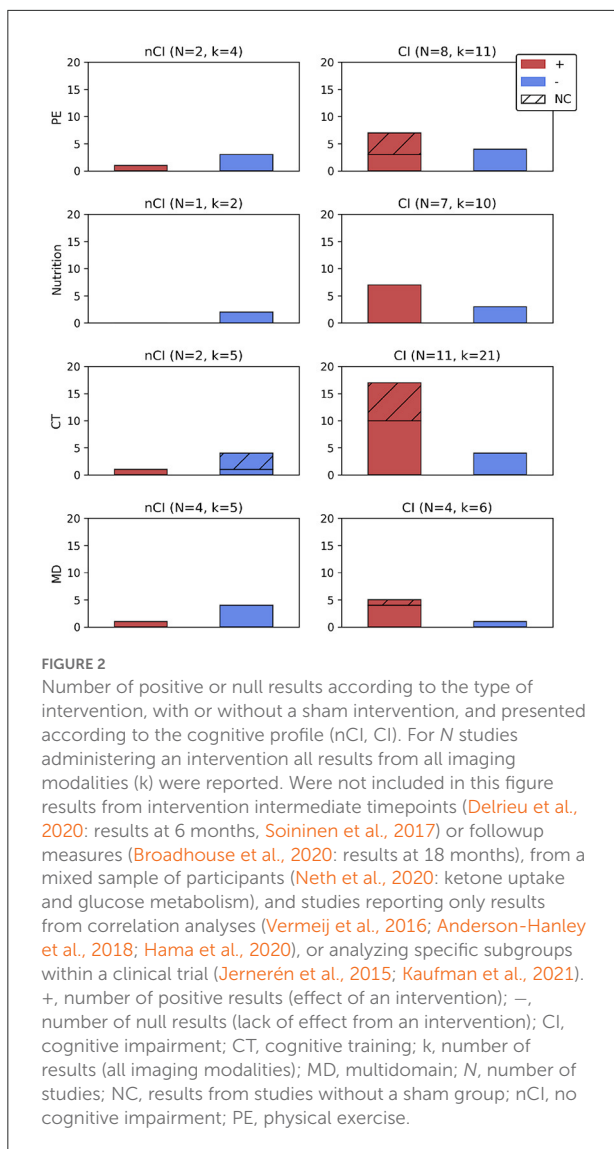 nCI (N=2, k=4)
CI (N=8, k=11)
+
-
NC
PE
20
15
10
5
0
20
15
10
5
0
nCI (N=1, k=2)
CI (N=7, k=10)
Nutrition
20
15
10
5
0
20
15
10
5
0
nCI (N=2, k=5)
CI (N=11, k=21)
CT
20
15
10
5
0
20
15
10
5
0
nCI (N=4, k=5)
CI (N=4, k=6)
MD
20
15
10
5
0
20
15
10
5
0
FIGURE 2
Number of positive or null results according to the type of
intervention, with or without a sham intervention, and presented
according to the cognitive profile (nCI, CI). For N studies
administering an intervention all results from all imaging
modalities (k) were reported. Were not included in this figure
results from intervention intermediate timepoints (Delrieu et al.,
2020: results at 6 months, Soininen et al., 2017) or followup
measures (Broadhouse et al., 2020: results at 18 months), from a
mixed sample of participants (Neth et al., 2020: ketone uptake
and glucose metabolism), and studies reporting only results
from correlation analyses (Vermeij et al., 2016; Anderson-Hanley
et al., 2018; Hama et al., 2020), or analyzing specific subgroups
within a clinical trial (Jernerén et al., 2015; Kaufman et al., 2021).
+, number of positive results (effect of an intervention); –,
number of null results (lack of effect from an intervention); CI,
cognitive impairment; CT, cognitive training; k, number of
results (all imaging modalities); MD, multidomain; N, number of
studies; NC, results from studies without a sham group; nCI, no
cognitive impairment; PE, physical exercise.